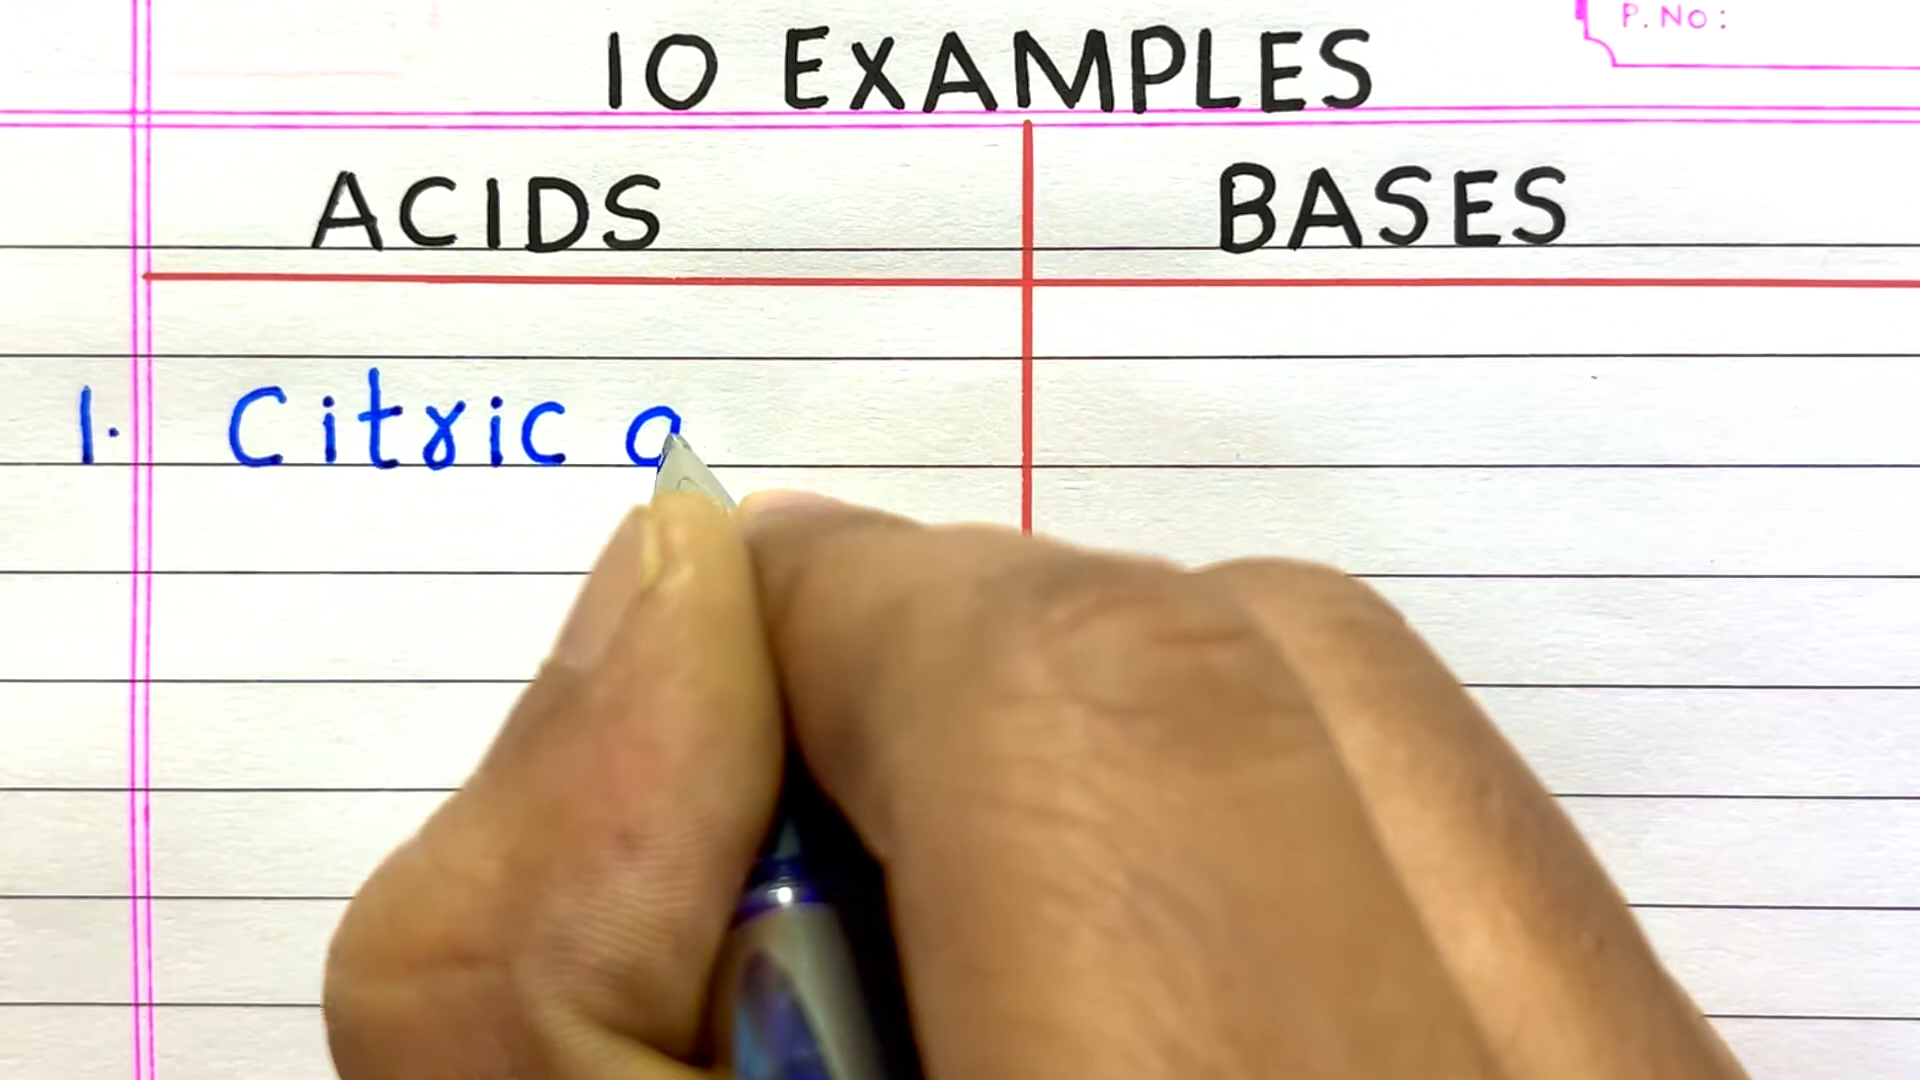 P. No :
10 EXAMPLES
ACIDS BASES
1. Citric a